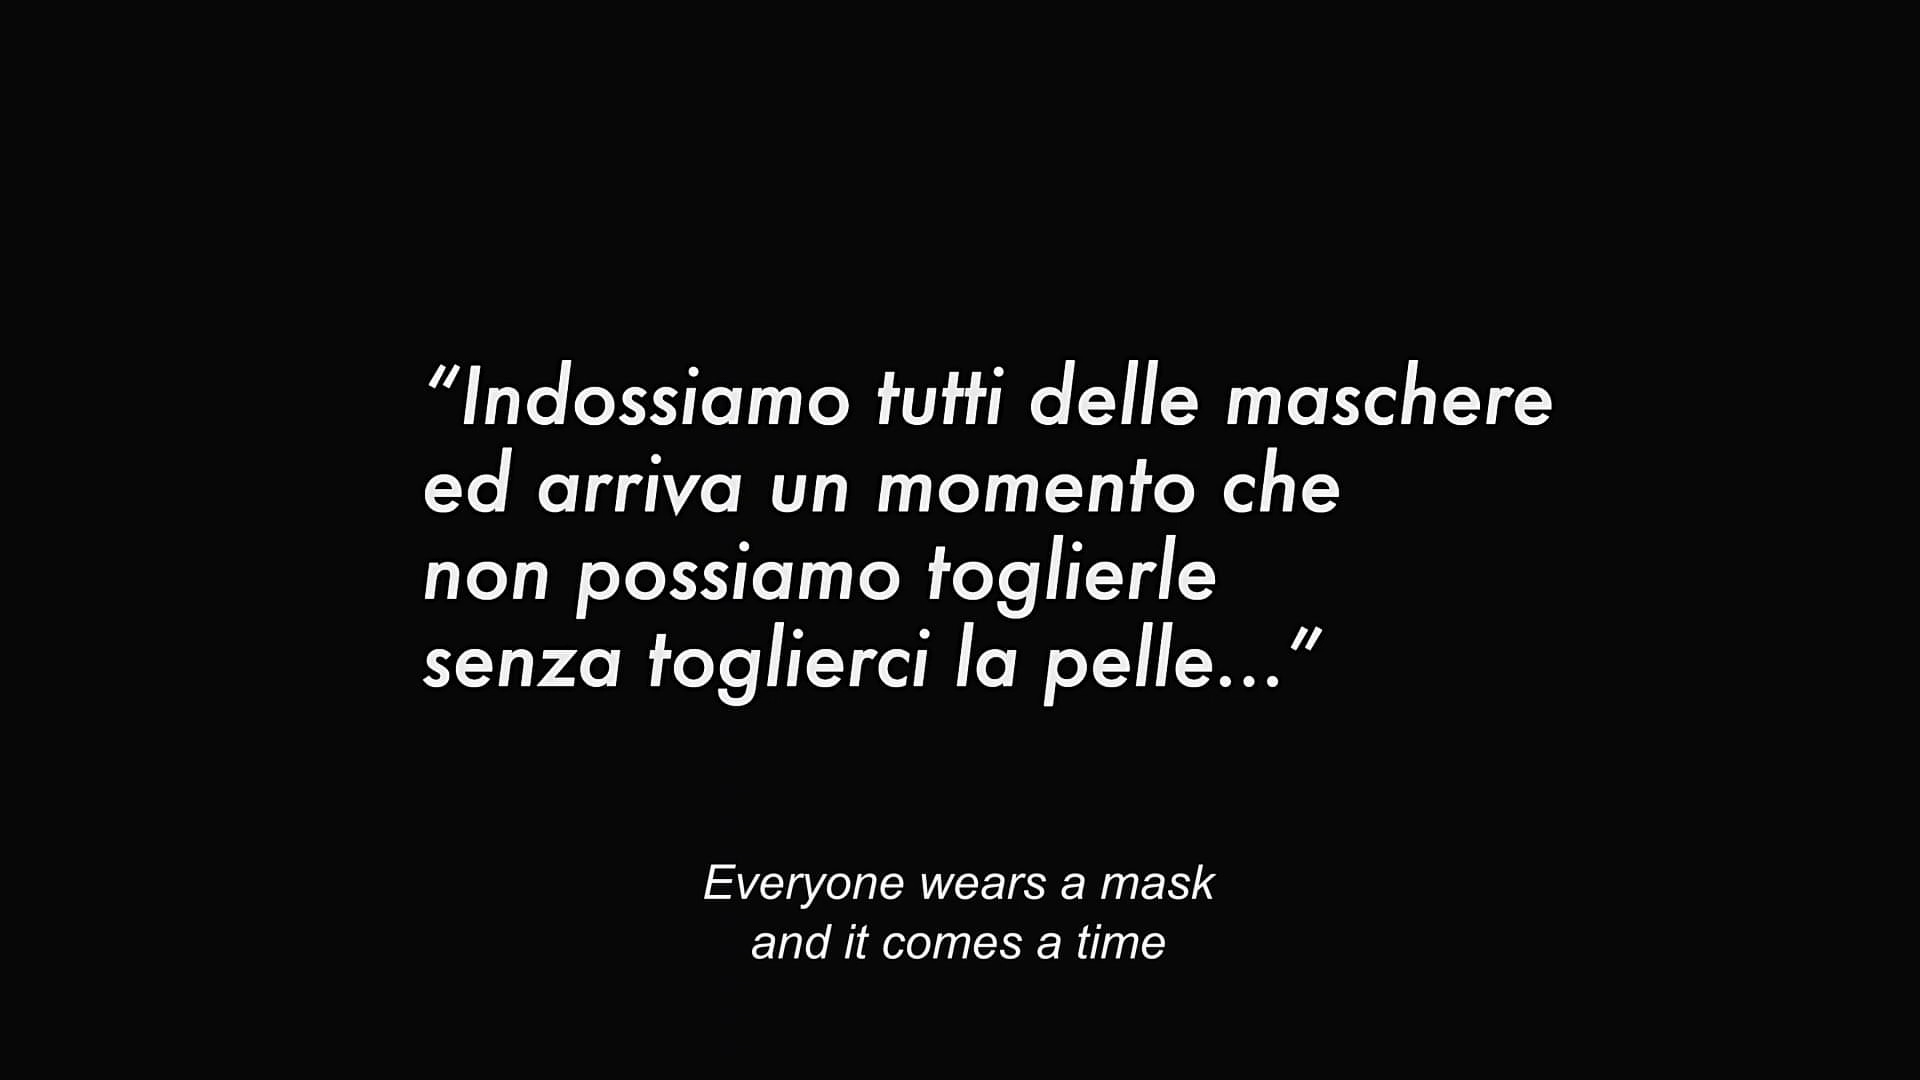 “Indossiamo tutti delle maschere
ed arriva un momento che
non possiamo toglierle
senza toglierci la pelle...”
Everyone wears a mask
and it comes a time